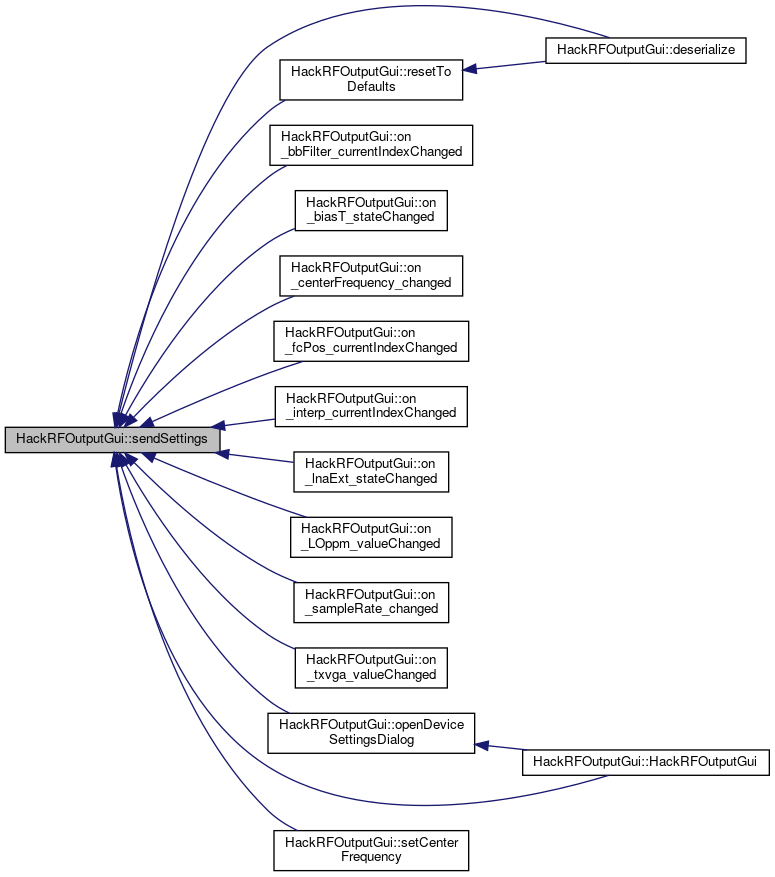 HackRFOutputGui::deserialize
HackRFOutputGui::resetTo
Defaults
HackRFOutputGui::on
_bbFilter_currentIndexChanged
HackRFOutputGui::on
_biasT_stateChanged
HackRFOutputGui::on
_centerFrequency_changed
HackRFOutputGui::on
_fcPos_currentIndexChanged
HackRFOutputGui::on
_interp_currentIndexChanged
HackRFOutputGui::sendSettings
HackRFOutputGui::on
_lnaExt_stateChanged
HackRFOutputGui::on
_LOppm_valueChanged
HackRFOutputGui::on
_sampleRate_changed
HackRFOutputGui::on
_txvga_valueChanged
HackRFOutputGui::openDevice
SettingsDialog
HackRFOutputGui::HackRFOutputGui
HackRFOutputGui::setCenter
Frequency